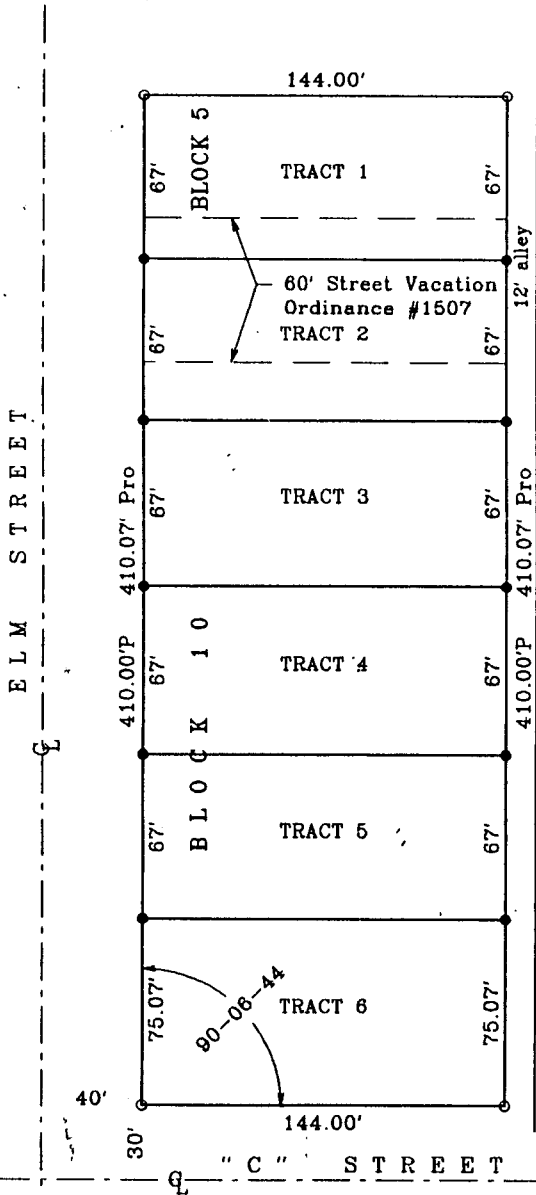 144.00'
BLOCK 5
67'
TRACT 1
67'
12' alley
60' Street Vacation
Ordinance #1507
67'
TRACT 2
67'
ELM STREET
410.07' Pro
67'
TRACT 3
67'
410.07' Pro
410.00'P
67'
TRACT 4
67'
410.00'P
BLOCK 10
℄
67'
TRACT 5
67'
75.07'
90-06-44
TRACT 6
75.07'
40'
144.00'
30'
℄ "C" STREET